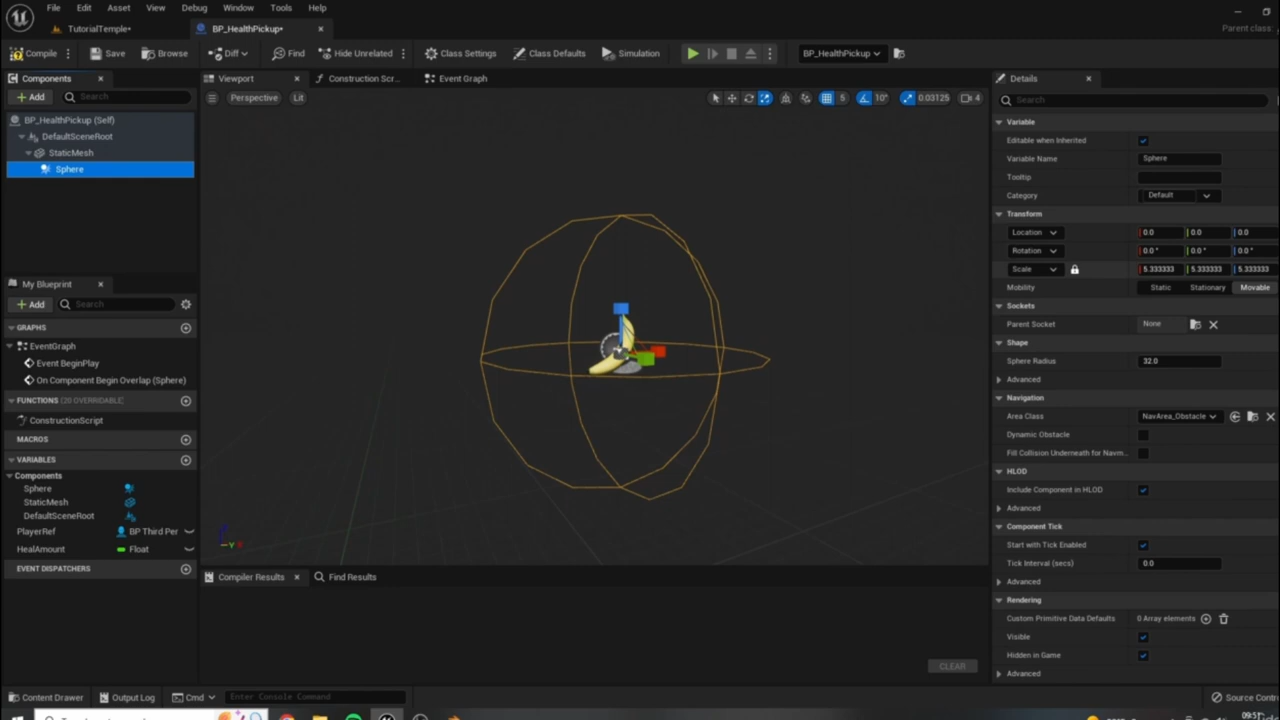 File Edit Asset View Debug Window Tools Help
TutorialTemple* BP_HealthPickup*
Parent class:
Compile Save Browse Diff Find Hide Unrelated Class Settings Class Defaults Simulation BP_HealthPickup
Components
Add Search
BP_HealthPickup (Self)
DefaultSceneRoot
StaticMesh
Sphere
My Blueprint
Add Search
GRAPHS
EventGraph
Event BeginPlay
On Component Begin Overlap (Sphere)
FUNCTIONS (20 OVERRIDABLE)
ConstructionScript
MACROS
VARIABLES
Components
Sphere
StaticMesh
DefaultSceneRoot
PlayerRef BP Third Per
HealAmount Float
EVENT DISPATCHERS
Viewport Construction Scr... Event Graph
Perspective Lit 5 10° 0.03125 4
Y
Compiler Results Find Results
CLEAR
Details
Search
Variable
Editable when Inherited
Variable Name Sphere
Tooltip
Category Default
Transform
Location 0.0 0.0 0.0
Rotation 0.0 ° 0.0 ° 0.0 °
Scale 5.333333 5.333333 5.333333
Mobility Static Stationary Movable
Sockets
Parent Socket None
Shape
Sphere Radius 32.0
Advanced
Navigation
Area Class NavArea_Obstacle
Dynamic Obstacle
Fill Collision Underneath for Navm...
HLOD
Include Component in HLOD
Advanced
Component Tick
Start with Tick Enabled
Tick Interval (secs) 0.0
Advanced
Rendering
Custom Primitive Data Defaults 0 Array elements
Visible
Hidden in Game
Advanced
Content Drawer Output Log Cmd Enter Console Command Source Contr